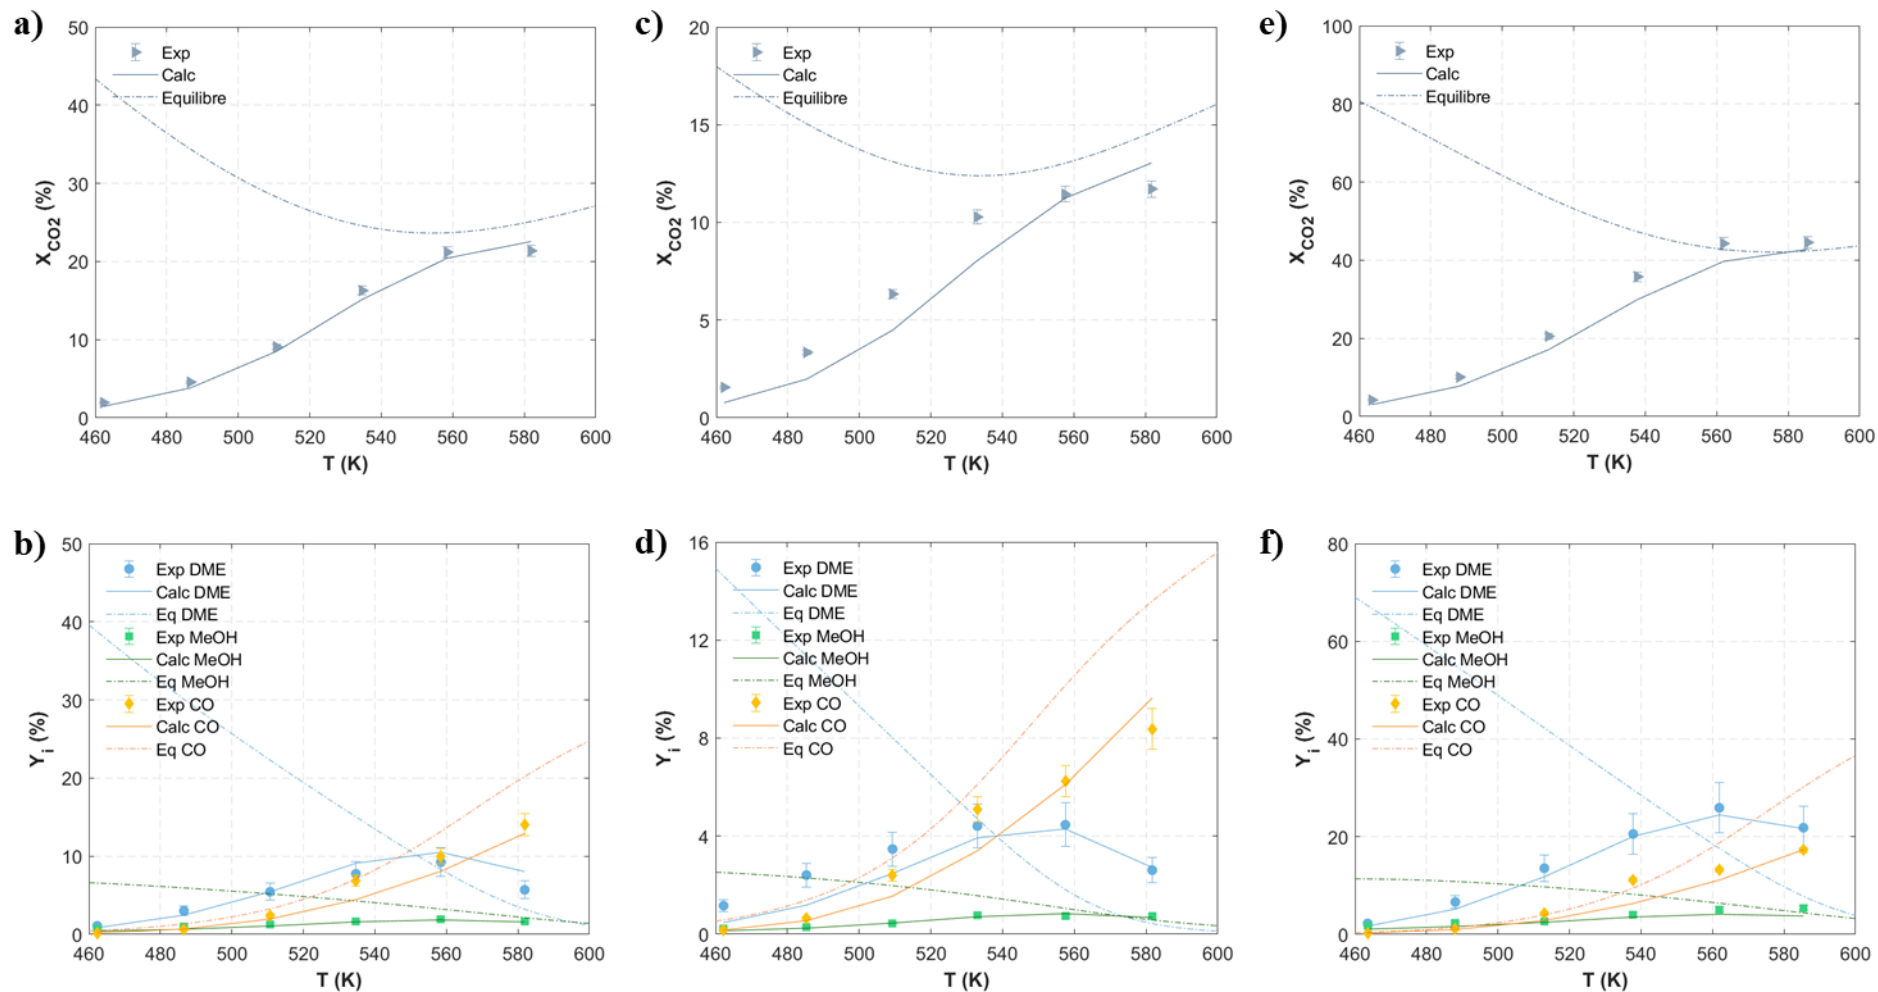 a)
50
40
30
20
10
0
460 480 500 520 540 560 580 600
T (K)
X_CO2 (%)
Exp
Calc
Equilibre
c)
20
15
10
5
0
460 480 500 520 540 560 580 600
T (K)
X_CO2 (%)
Exp
Calc
Equilibre
e)
100
80
60
40
20
0
460 480 500 520 540 560 580 600
T (K)
X_CO2 (%)
Exp
Calc
Equilibre
b)
50
40
30
20
10
0
460 480 500 520 540 560 580 600
T (K)
Y_i (%)
Exp DME
Calc DME
Eq DME
Exp MeOH
Calc MeOH
Eq MeOH
Exp CO
Calc CO
Eq CO
d)
16
12
8
4
0
460 480 500 520 540 560 580 600
T (K)
Y_i (%)
Exp DME
Calc DME
Eq DME
Exp MeOH
Calc MeOH
Eq MeOH
Exp CO
Calc CO
Eq CO
f)
80
60
40
20
0
460 480 500 520 540 560 580 600
T (K)
Y_i (%)
Exp DME
Calc DME
Eq DME
Exp MeOH
Calc MeOH
Eq MeOH
Exp CO
Calc CO
Eq CO